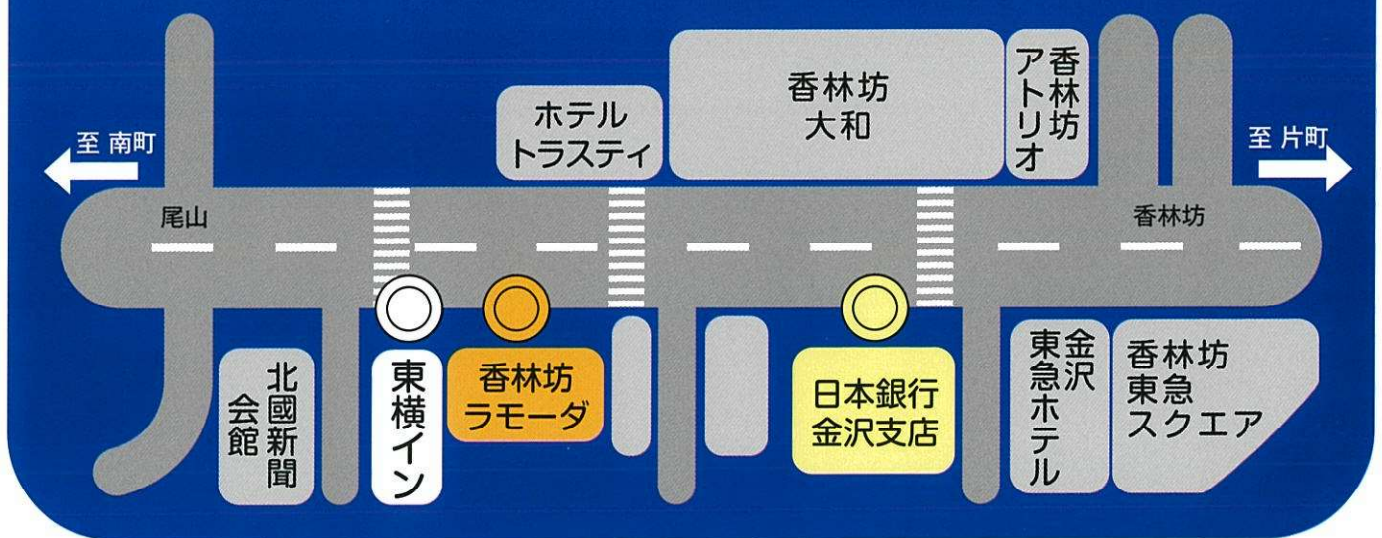 至 南町
尾山
ホテル
トラスティ
香林坊
大和
香林坊
アトリオ
至 片町
香林坊
北國新聞
会館
東横イン
香林坊
ラモーダ
日本銀行
金沢支店
金沢
東急ホテル
香林坊
東急
スクエア